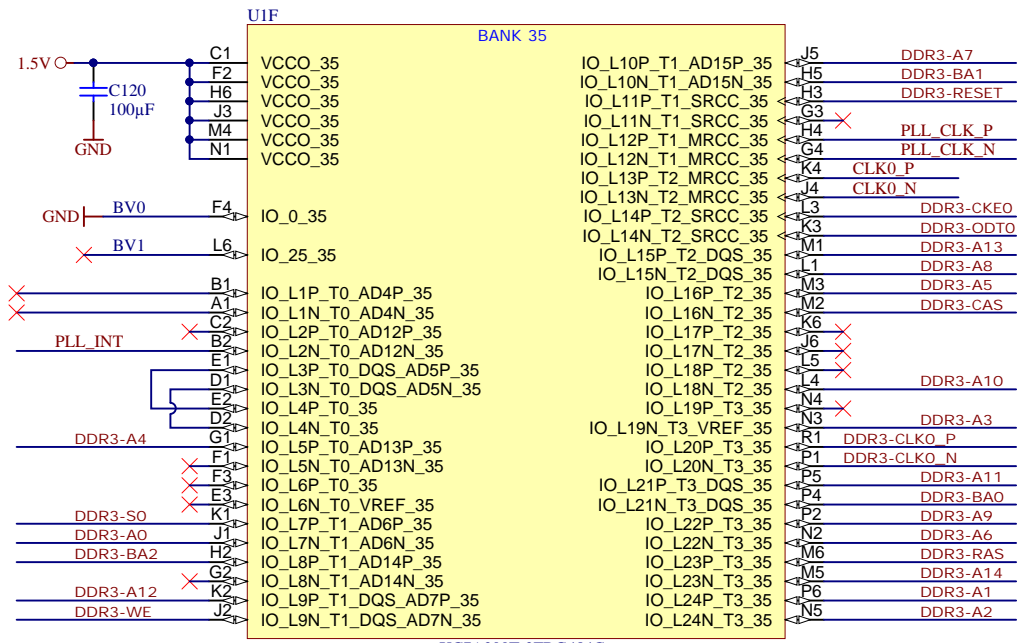 U1F
BANK 35
1.5V
C120
100µF
GND
C1 VCCO_35
F2 VCCO_35
H6 VCCO_35
J3 VCCO_35
M4 VCCO_35
N1 VCCO_35
GND BV0 F4 IO_0_35
BV1 L6 IO_25_35
B1 IO_L1P_T0_AD4P_35
A1 IO_L1N_T0_AD4N_35
C2 IO_L2P_T0_AD12P_35
PLL_INT B2 IO_L2N_T0_AD12N_35
E1 IO_L3P_T0_DQS_AD5P_35
D1 IO_L3N_T0_DQS_AD5N_35
E2 IO_L4P_T0_35
D2 IO_L4N_T0_35
DDR3-A4 G1 IO_L5P_T0_AD13P_35
F1 IO_L5N_T0_AD13N_35
F3 IO_L6P_T0_35
E3 IO_L6N_T0_VREF_35
DDR3-S0 K1 IO_L7P_T1_AD6P_35
DDR3-A0 J1 IO_L7N_T1_AD6N_35
DDR3-BA2 H2 IO_L8P_T1_AD14P_35
G2 IO_L8N_T1_AD14N_35
DDR3-A12 K2 IO_L9P_T1_DQS_AD7P_35
DDR3-WE J2 IO_L9N_T1_DQS_AD7N_35
IO_L10P_T1_AD15P_35 J5 DDR3-A7
IO_L10N_T1_AD15N_35 H5 DDR3-BA1
IO_L11P_T1_SRCC_35 H3 DDR3-RESET
IO_L11N_T1_SRCC_35 G3
IO_L12P_T1_MRCC_35 H4 PLL_CLK_P
IO_L12N_T1_MRCC_35 G4 PLL_CLK_N
IO_L13P_T2_MRCC_35 K4 CLK0_P
IO_L13N_T2_MRCC_35 J4 CLK0_N
IO_L14P_T2_SRCC_35 L3 DDR3-CKE0
IO_L14N_T2_SRCC_35 K3 DDR3-ODT0
IO_L15P_T2_DQS_35 M1 DDR3-A13
IO_L15N_T2_DQS_35 L1 DDR3-A8
IO_L16P_T2_35 M3 DDR3-A5
IO_L16N_T2_35 M2 DDR3-CAS
IO_L17P_T2_35 K6
IO_L17N_T2_35 J6
IO_L18P_T2_35 L5
IO_L18N_T2_35 L4 DDR3-A10
IO_L19P_T3_35 N4
IO_L19N_T3_VREF_35 N3 DDR3-A3
IO_L20P_T3_35 R1 DDR3-CLK0_P
IO_L20N_T3_35 P1 DDR3-CLK0_N
IO_L21P_T3_DQS_35 P5 DDR3-A11
IO_L21N_T3_DQS_35 P4 DDR3-BA0
IO_L22P_T3_35 P2 DDR3-A9
IO_L22N_T3_35 N2 DDR3-A6
IO_L23P_T3_35 M6 DDR3-RAS
IO_L23N_T3_35 M5 DDR3-A14
IO_L24P_T3_35 P6 DDR3-A1
IO_L24N_T3_35 N5 DDR3-A2